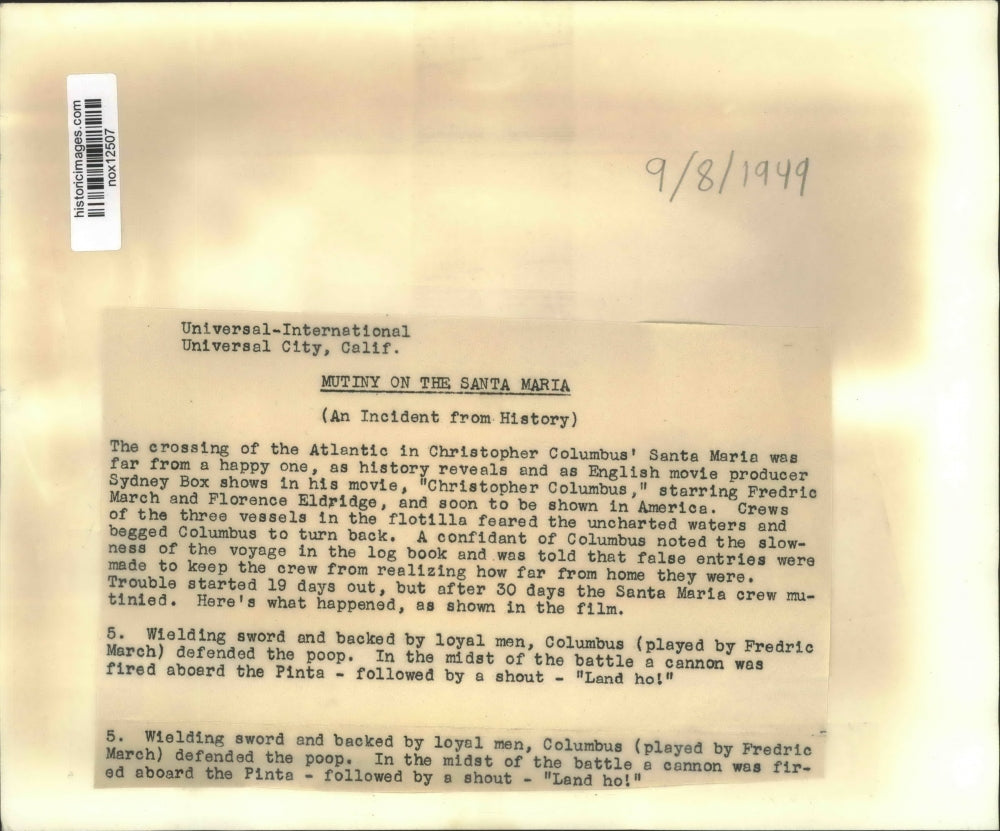 historicimages.com
nox12507
9/8/1949
Universal-International
Universal City, Calif.
MUTINY ON THE SANTA MARIA
(An Incident from History)
The crossing of the Atlantic in Christopher Columbus' Santa Maria was
far from a happy one, as history reveals and as English movie producer
Sydney Box shows in his movie, "Christopher Columbus," starring Fredric
March and Florence Eldridge, and soon to be shown in America. Crews
of the three vessels in the flotilla feared the uncharted waters and
begged Columbus to turn back. A confidant of Columbus noted the slow-
ness of the voyage in the log book and was told that false entries were
made to keep the crew from realizing how far from home they were.
Trouble started 19 days out, but after 30 days the Santa Maria crew mu-
tinied. Here's what happened, as shown in the film.
5. Wielding sword and backed by loyal men, Columbus (played by Fredric
March) defended the poop. In the midst of the battle a cannon was
fired aboard the Pinta - followed by a shout - "Land ho!"
5. Wielding sword and backed by loyal men, Columbus (played by Fredric
March) defended the poop. In the midst of the battle a cannon was fir-
ed aboard the Pinta - followed by a shout - "Land ho!"